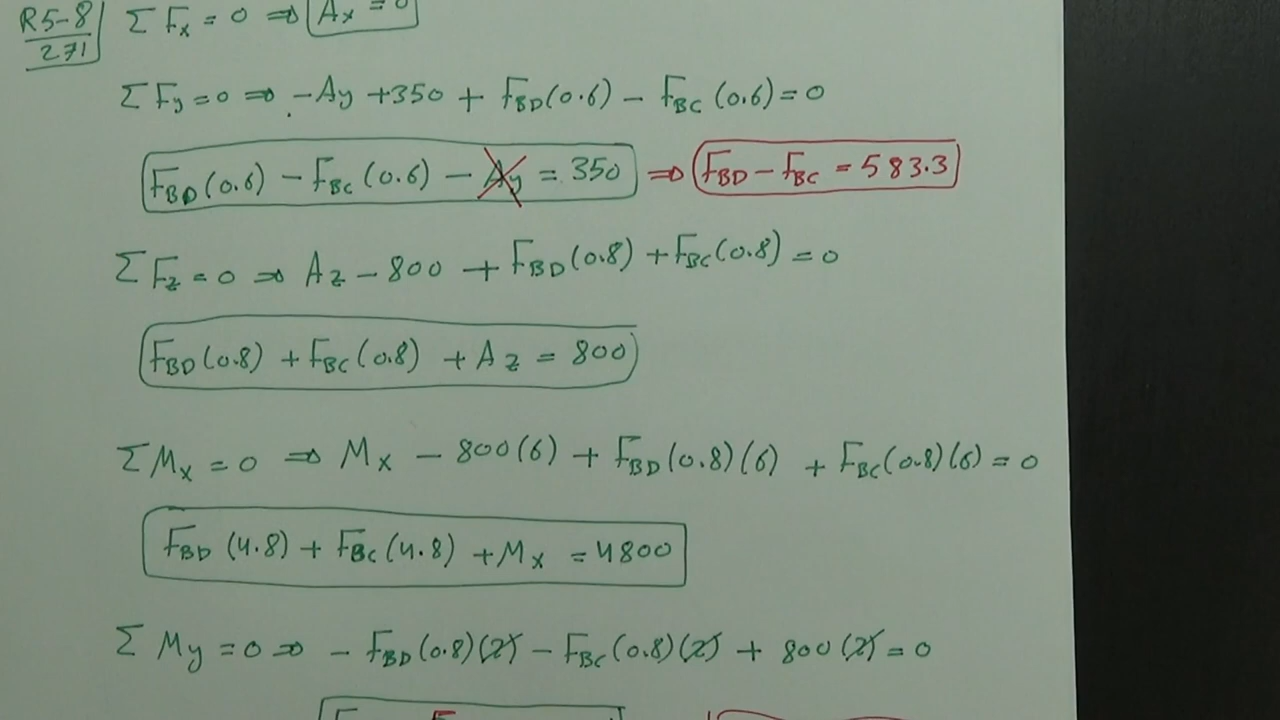 R5-8/271 ΣFx = 0 ⇒ Ax = 0
ΣFy = 0 ⇒ -Ay + 350 + FBD(0.6) - FBC(0.6) = 0
FBD(0.6) - FBC(0.6) - Ay = 350 ⇒ FBD - FBC = 583.3
ΣFz = 0 ⇒ Az - 800 + FBD(0.8) + FBC(0.8) = 0
FBD(0.8) + FBC(0.8) + Az = 800
ΣMx = 0 ⇒ Mx - 800(6) + FBD(0.8)(6) + FBC(0.8)(6) = 0
FBD(4.8) + FBC(4.8) + Mx = 4800
ΣMy = 0 ⇒ - FBD(0.8)(2) - FBC(0.8)(2) + 800(2) = 0